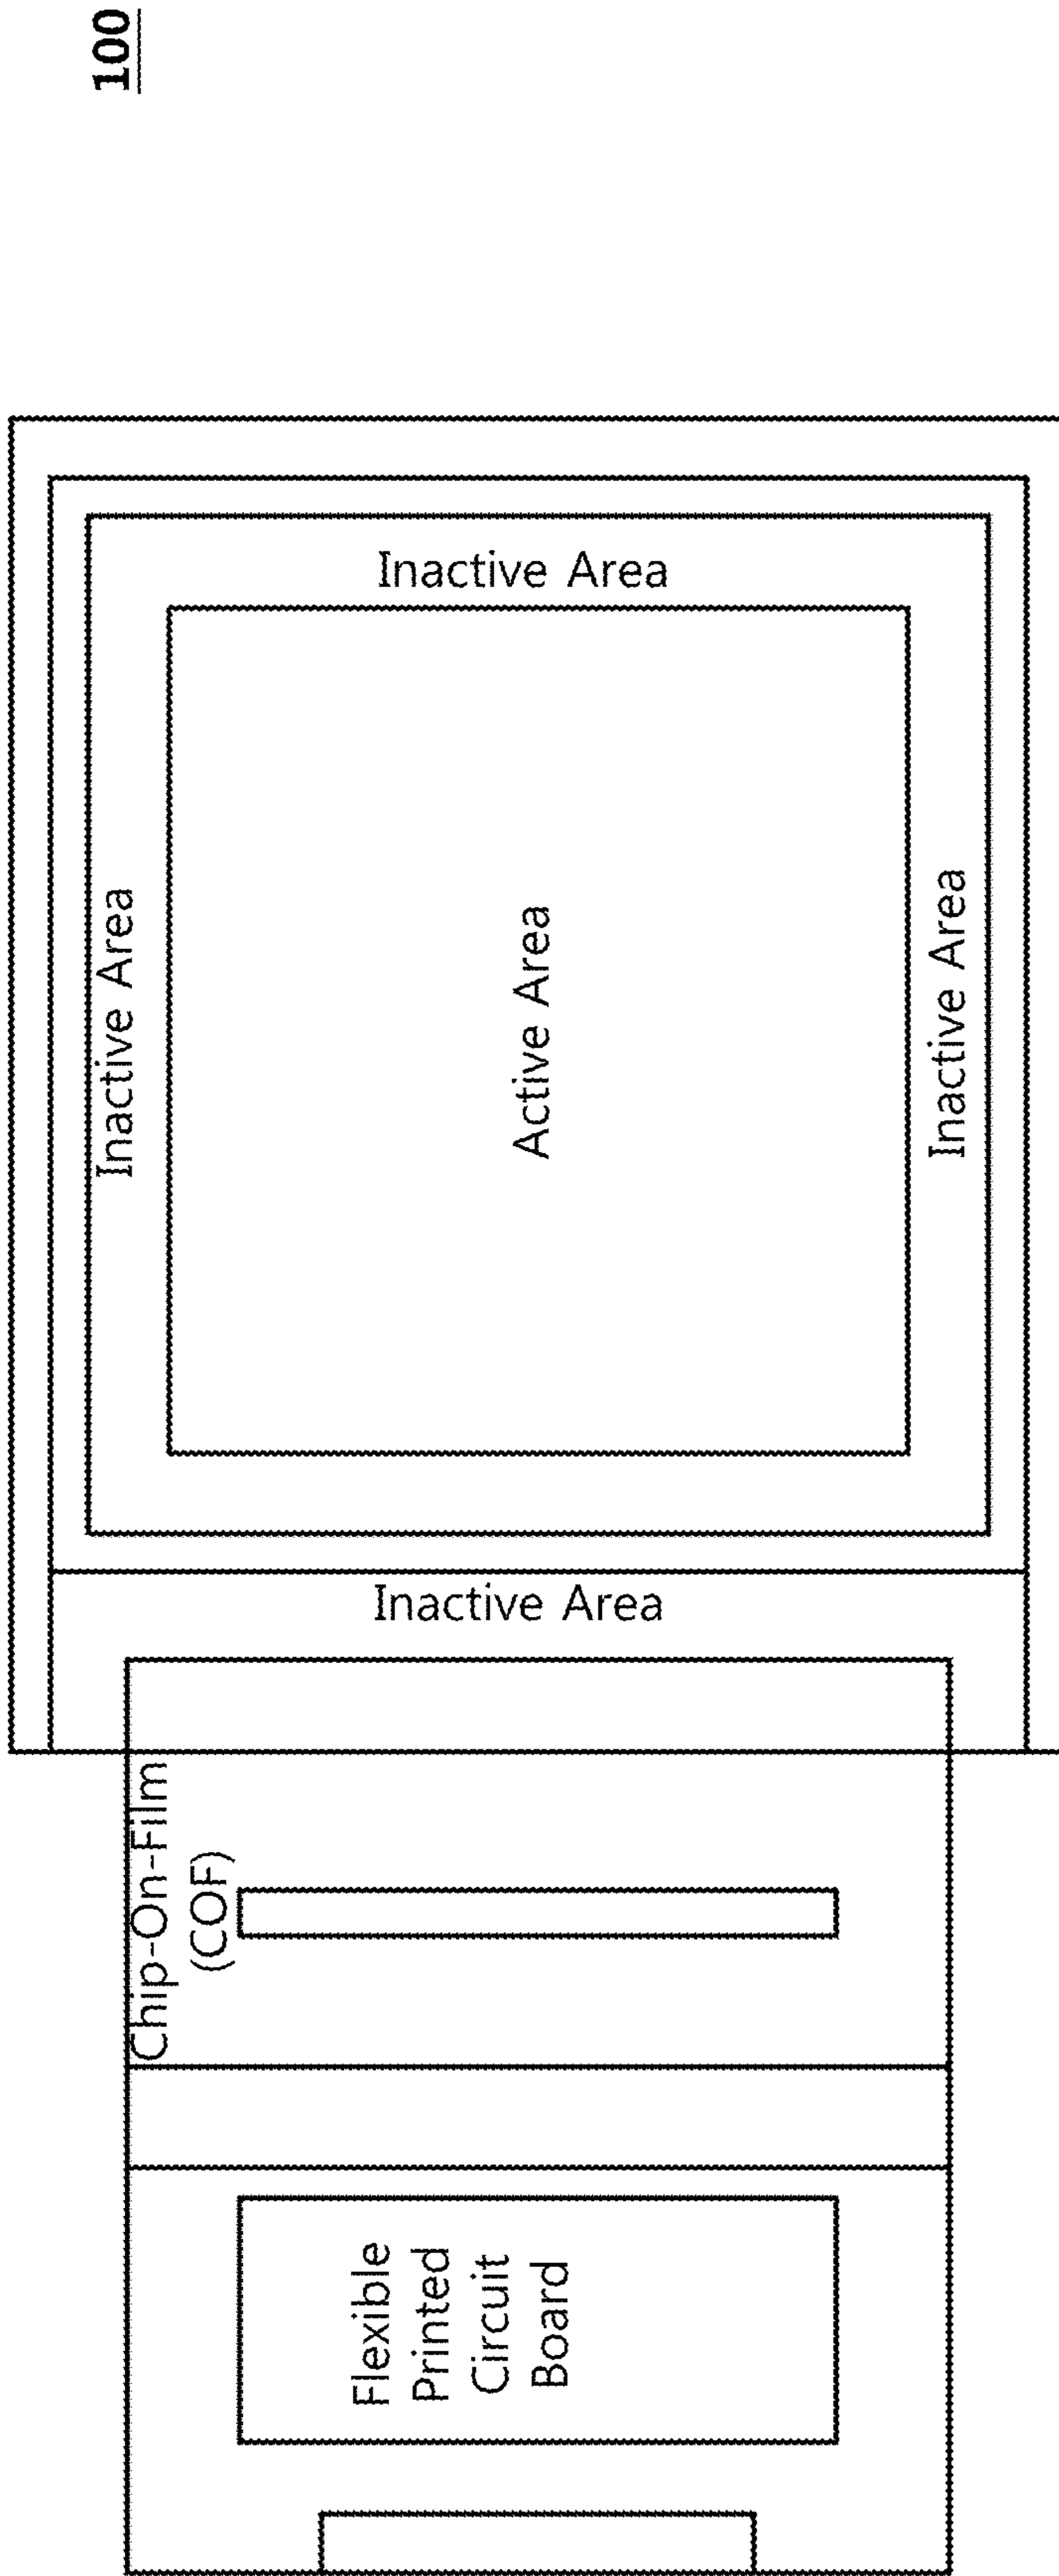 100
Inactive Area
Inactive Area
Active Area
Inactive Area
Inactive Area
Chip-On-Film
(COF)
Flexible
Printed
Circuit
Board